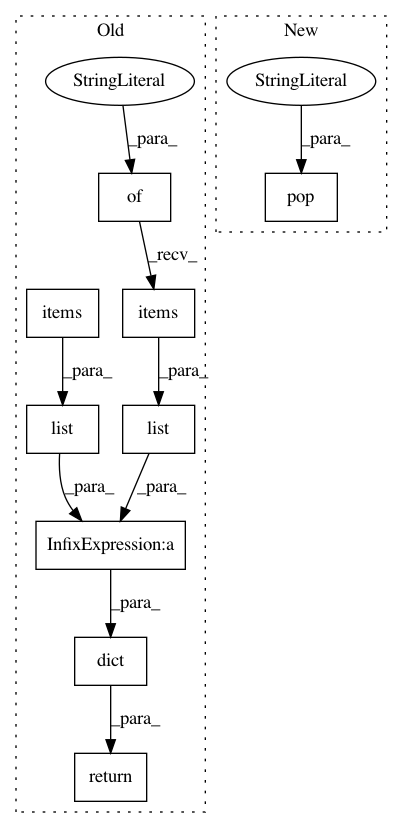 Old
New
StringLiteral
StringLiteral
_para_
_para_
of
pop
_recv_
items
items
_para_
_para_
list
list
_para_
_para_
InfixExpression:a
_para_
dict
_para_
return